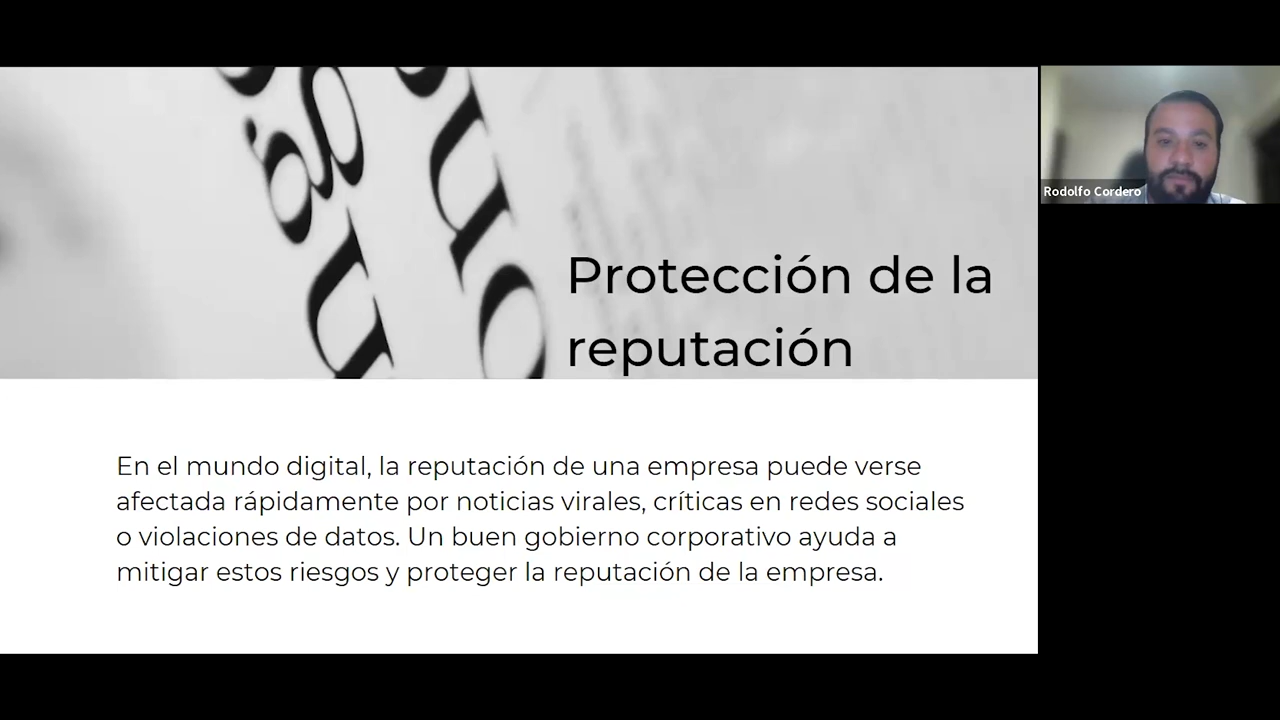 Protección de la
reputación
En el mundo digital, la reputación de una empresa puede verse
afectada rápidamente por noticias virales, críticas en redes sociales
o violaciones de datos. Un buen gobierno corporativo ayuda a
mitigar estos riesgos y proteger la reputación de la empresa.
Rodolfo Cordero